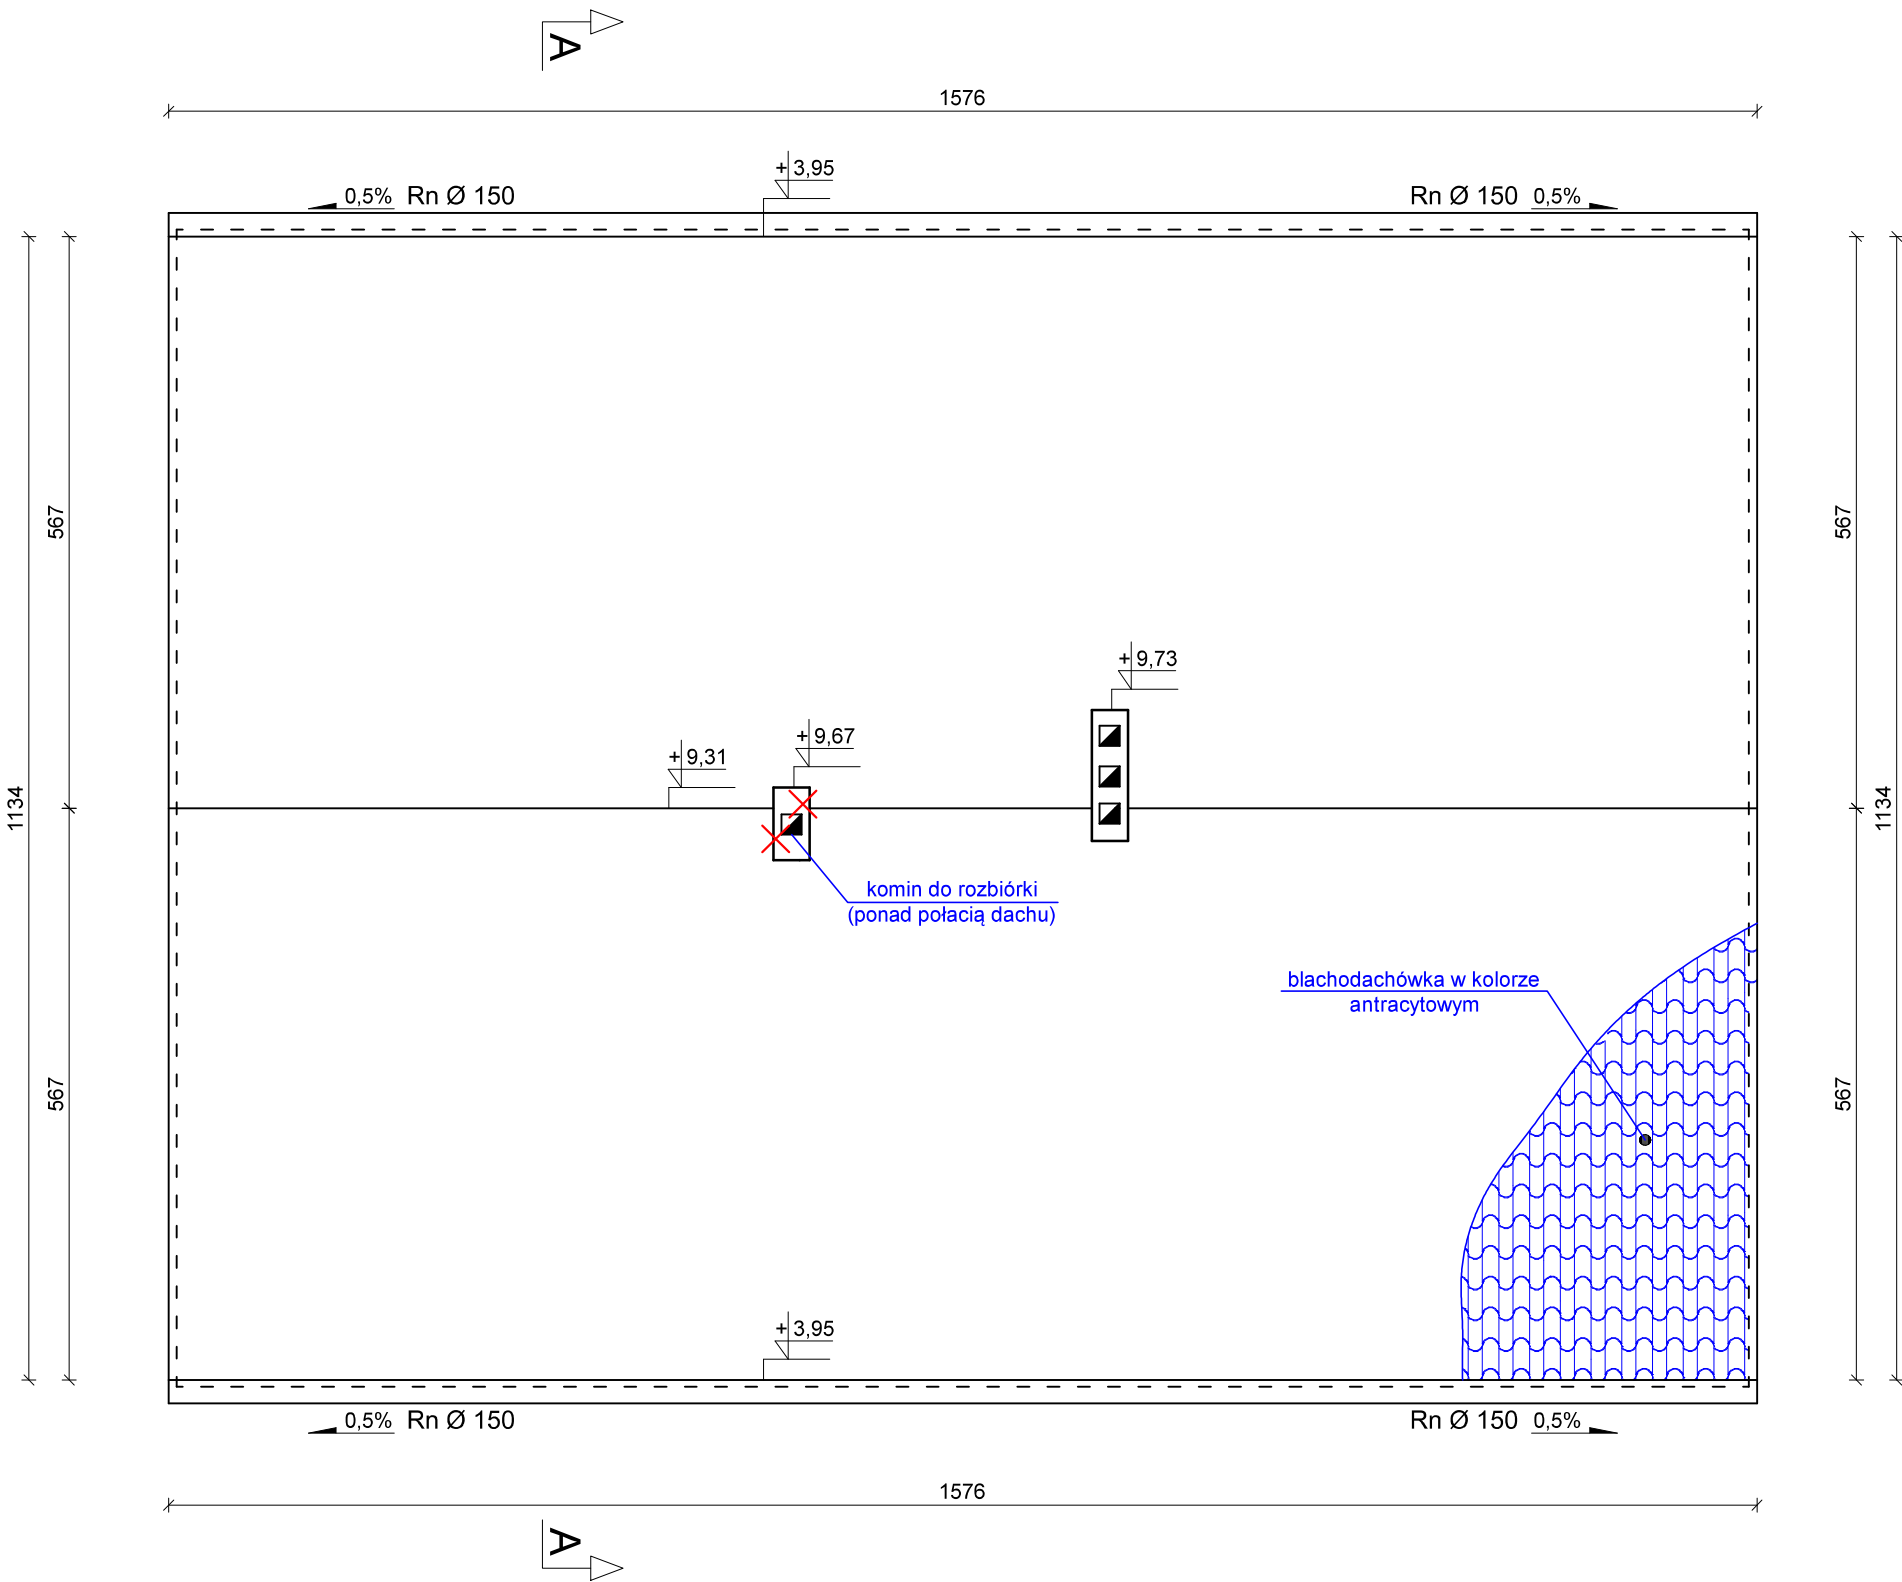 A
1576
+ 3,95
0,5% Rn Ø 150
Rn Ø 150 0,5%
567
567
+ 9,73
+ 9,67
+ 9,31
1134
1134
komin do rozbiórki
(ponad połacią dachu)
blachodachówka w kolorze
antracytowym
567
567
+ 3,95
0,5% Rn Ø 150
Rn Ø 150 0,5%
1576
A